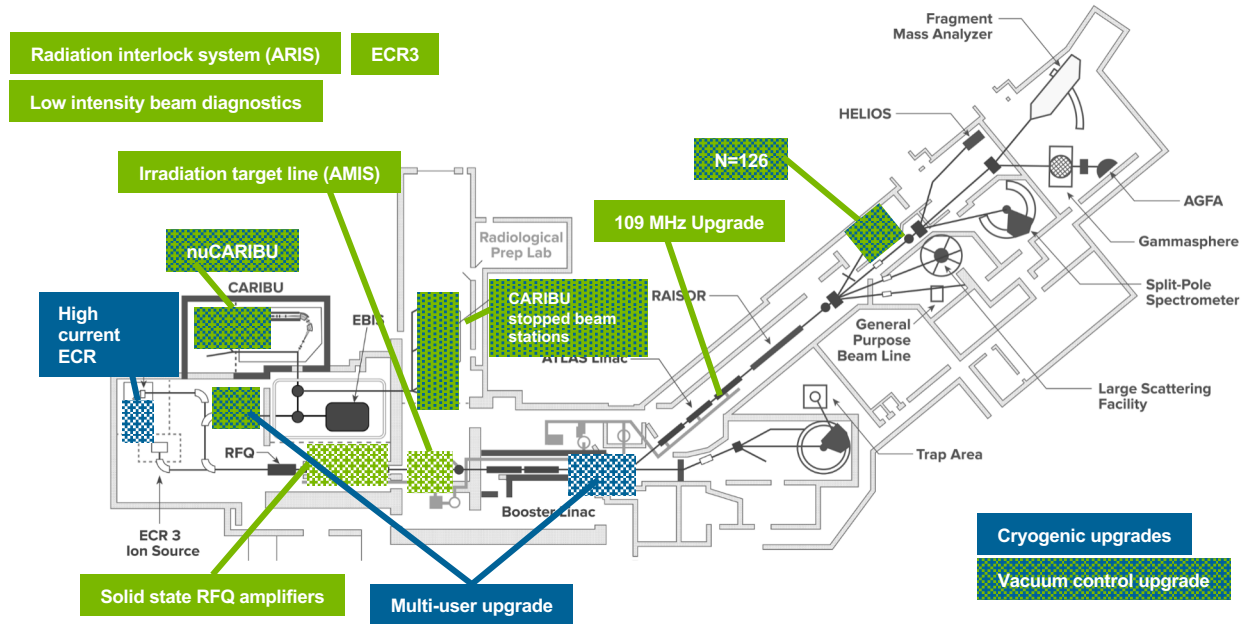 Fragment
Mass Analyzer
Radiation interlock system (ARIS)
ECR3
Low intensity beam diagnostics
HELIOS
N=126
Irradiation target line (AMIS)
AGFA
109 MHz Upgrade
Radiological
Prep Lab
Gammasphere
nuCARIBU
CARIBU
Split-Pole
Spectrometer
High
current
ECR
EBIS
CARIBU
stopped beam
stations
RAISOR
General
Purpose
Beam Line
ATLAS Linac
Large Scattering
Facility
Trap Area
RFQ
Booster Linac
ECR 3
Ion Source
Cryogenic upgrades
Vacuum control upgrade
Solid state RFQ amplifiers
Multi-user upgrade